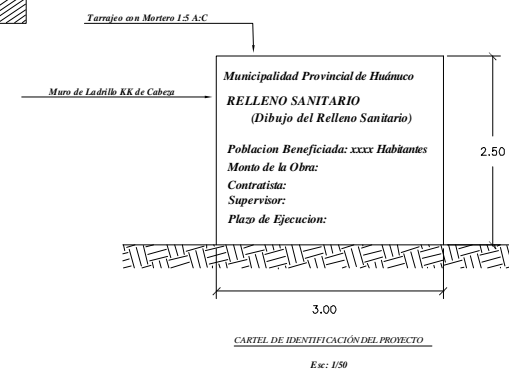 Tarrajeo con Mortero 1:5 A:C
Muro de Ladrillo KK de Cabeza
Municipalidad Provincial de Huánuco
RELLENO SANITARIO
(Dibujo del Relleno Sanitario)
Poblacion Beneficiada: xxxx Habitantes
Monto de la Obra:
Contratista:
Supervisor:
Plazo de Ejecucion:
2.50
3.00
CARTEL DE IDENTIFICACIÓN DEL PROYECTO
Esc: 1/50